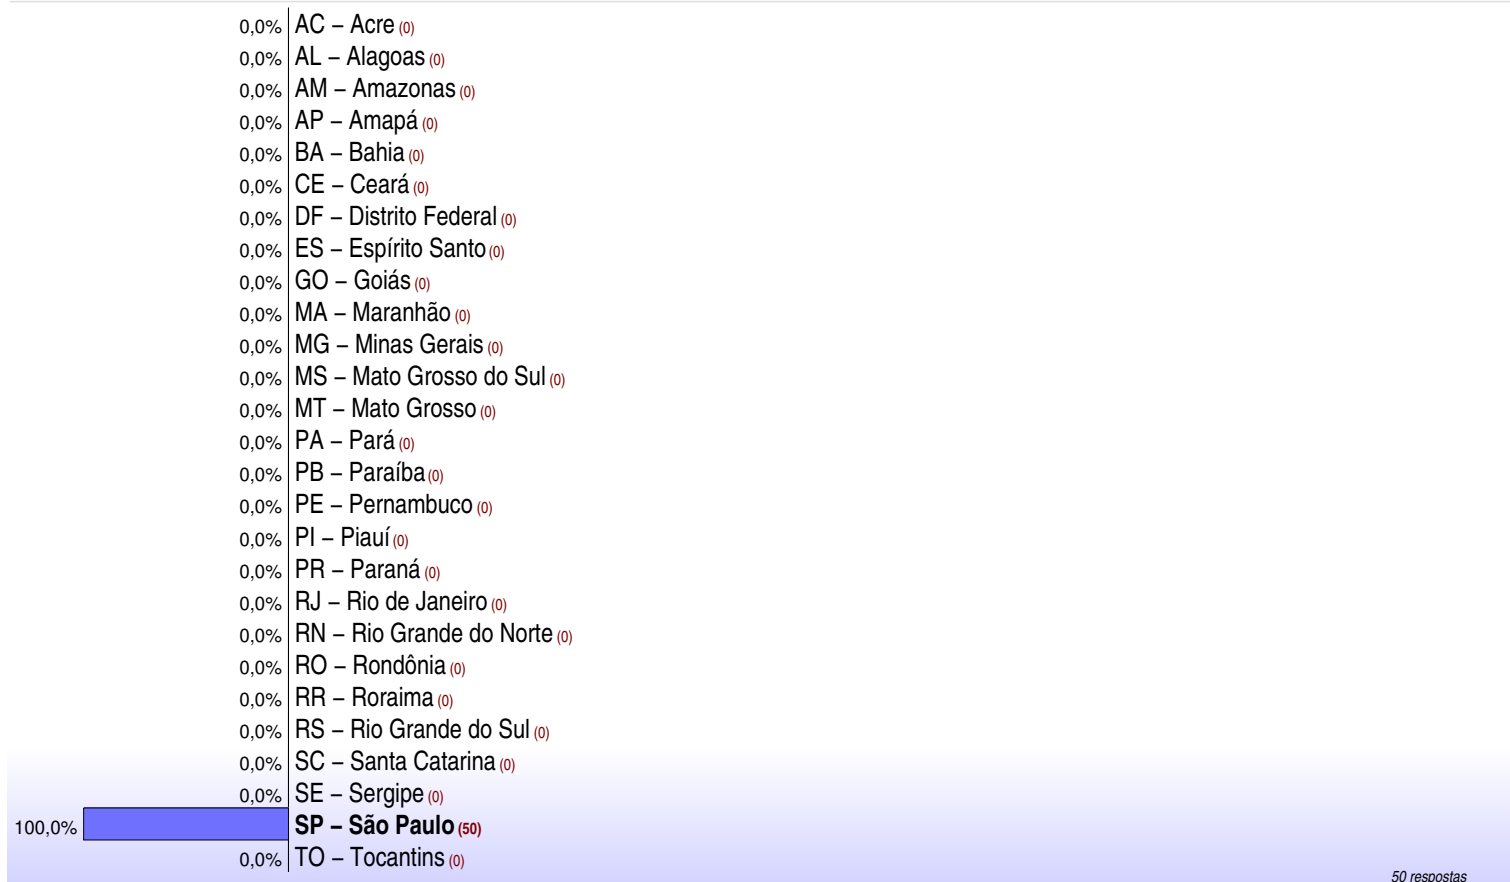 0,0% AC – Acre (0)
0,0% AL – Alagoas (0)
0,0% AM – Amazonas (0)
0,0% AP – Amapá (0)
0,0% BA – Bahia (0)
0,0% CE – Ceará (0)
0,0% DF – Distrito Federal (0)
0,0% ES – Espírito Santo (0)
0,0% GO – Goiás (0)
0,0% MA – Maranhão (0)
0,0% MG – Minas Gerais (0)
0,0% MS – Mato Grosso do Sul (0)
0,0% MT – Mato Grosso (0)
0,0% PA – Pará (0)
0,0% PB – Paraíba (0)
0,0% PE – Pernambuco (0)
0,0% PI – Piauí (0)
0,0% PR – Paraná (0)
0,0% RJ – Rio de Janeiro (0)
0,0% RN – Rio Grande do Norte (0)
0,0% RO – Rondônia (0)
0,0% RR – Roraima (0)
0,0% RS – Rio Grande do Sul (0)
0,0% SC – Santa Catarina (0)
0,0% SE – Sergipe (0)
100,0% SP – São Paulo (50)
0,0% TO – Tocantins (0)
50 respostas